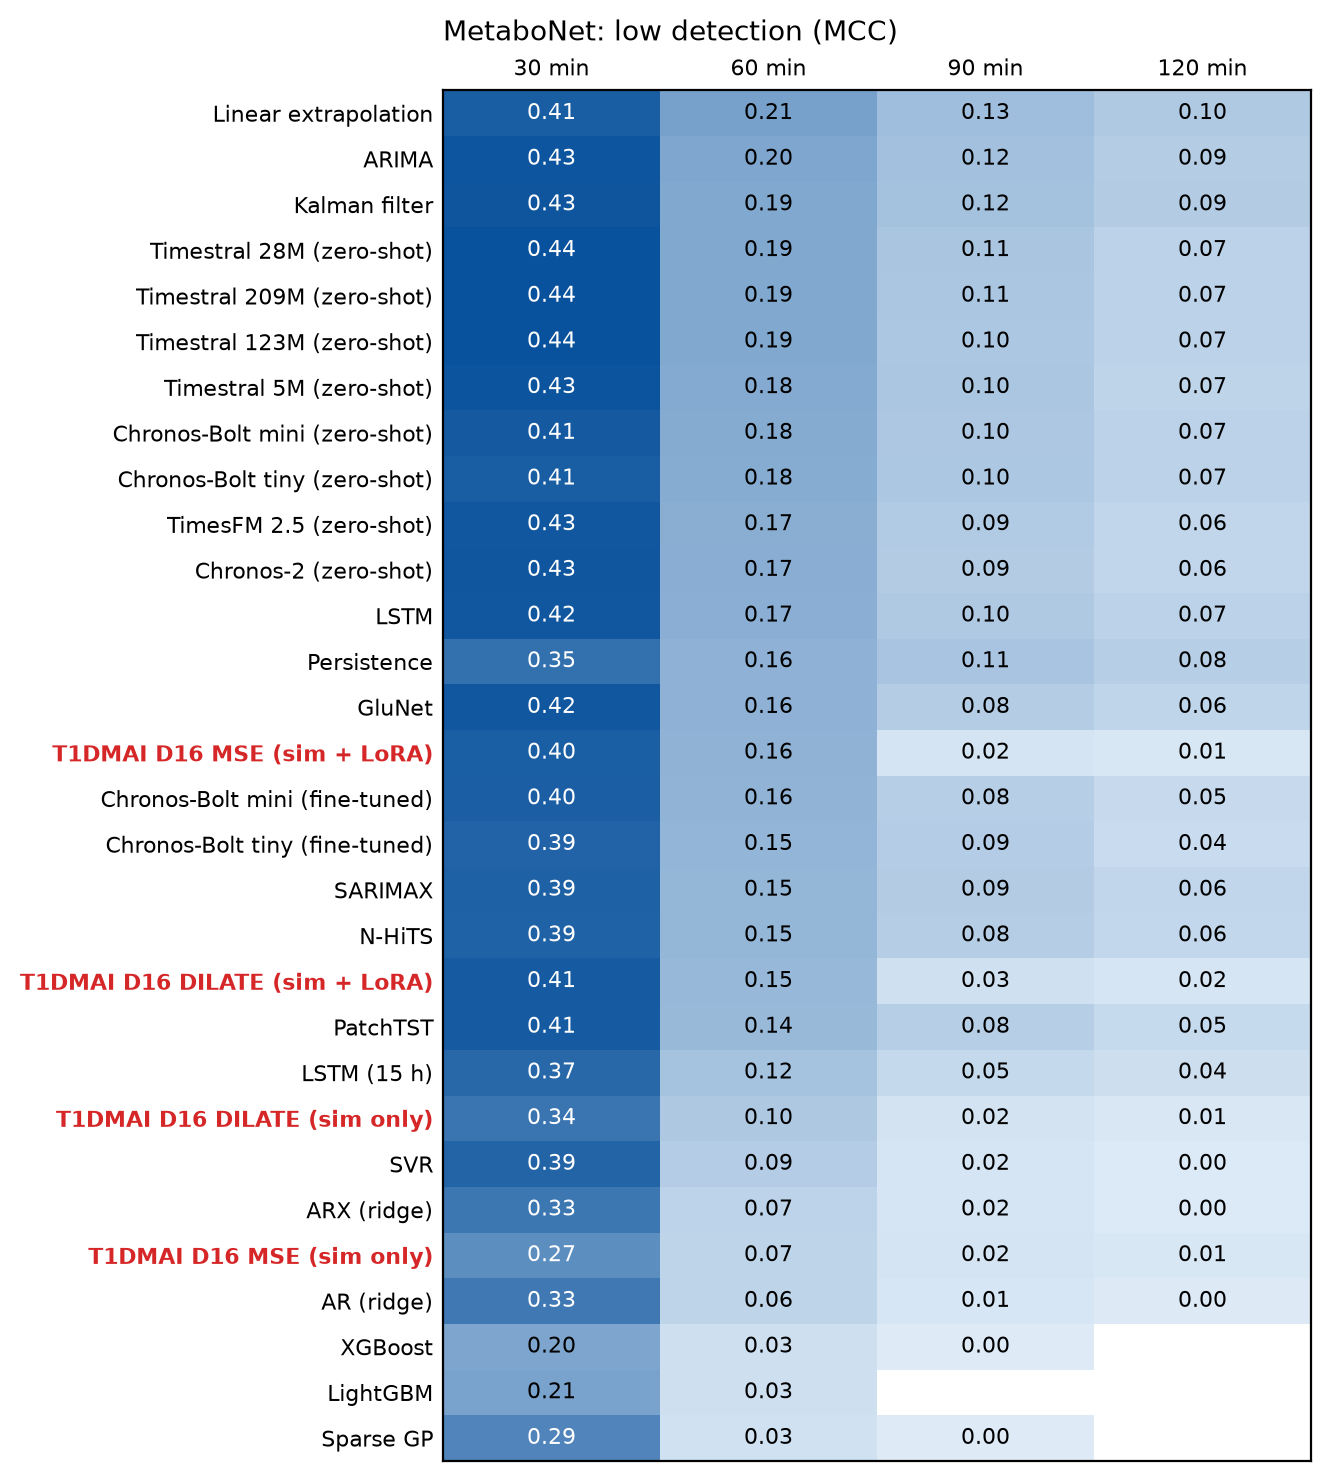 MetaboNet: low detection (MCC)
30 min 60 min 90 min 120 min
Linear extrapolation 0.41 0.21 0.13 0.10
ARIMA 0.43 0.20 0.12 0.09
Kalman filter 0.43 0.19 0.12 0.09
Timestral 28M (zero-shot) 0.44 0.19 0.11 0.07
Timestral 209M (zero-shot) 0.44 0.19 0.11 0.07
Timestral 123M (zero-shot) 0.44 0.19 0.10 0.07
Timestral 5M (zero-shot) 0.43 0.18 0.10 0.07
Chronos-Bolt mini (zero-shot) 0.41 0.18 0.10 0.07
Chronos-Bolt tiny (zero-shot) 0.41 0.18 0.10 0.07
TimesFM 2.5 (zero-shot) 0.43 0.17 0.09 0.06
Chronos-2 (zero-shot) 0.43 0.17 0.09 0.06
LSTM 0.42 0.17 0.10 0.07
Persistence 0.35 0.16 0.11 0.08
GluNet 0.42 0.16 0.08 0.06
T1DMAI D16 MSE (sim + LoRA) 0.40 0.16 0.02 0.01
Chronos-Bolt mini (fine-tuned) 0.40 0.16 0.08 0.05
Chronos-Bolt tiny (fine-tuned) 0.39 0.15 0.09 0.04
SARIMAX 0.39 0.15 0.09 0.06
N-HiTS 0.39 0.15 0.08 0.06
T1DMAI D16 DILATE (sim + LoRA) 0.41 0.15 0.03 0.02
PatchTST 0.41 0.14 0.08 0.05
LSTM (15 h) 0.37 0.12 0.05 0.04
T1DMAI D16 DILATE (sim only) 0.34 0.10 0.02 0.01
SVR 0.39 0.09 0.02 0.00
ARX (ridge) 0.33 0.07 0.02 0.00
T1DMAI D16 MSE (sim only) 0.27 0.07 0.02 0.01
AR (ridge) 0.33 0.06 0.01 0.00
XGBoost 0.20 0.03 0.00
LightGBM 0.21 0.03
Sparse GP 0.29 0.03 0.00